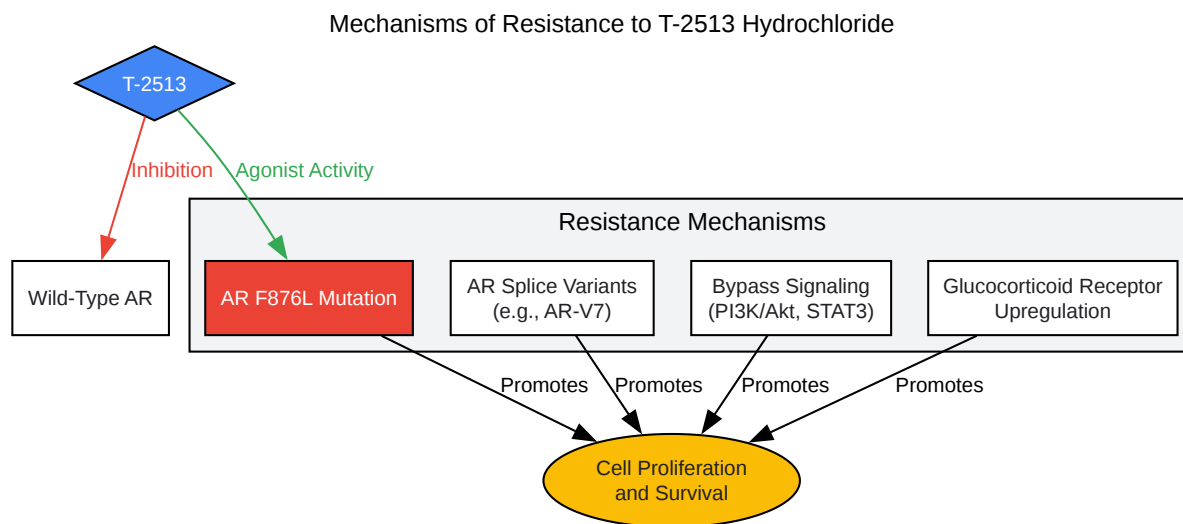 Mechanisms of Resistance to T-2513 Hydrochloride
T-2513
Inhibition
Agonist Activity
Resistance Mechanisms
Wild-Type AR
AR F876L Mutation
AR Splice Variants
(e.g., AR-V7)
Bypass Signaling
(PI3K/Akt, STAT3)
Glucocorticoid Receptor
Upregulation
Promotes
Promotes
Promotes
Promotes
Cell Proliferation
and Survival